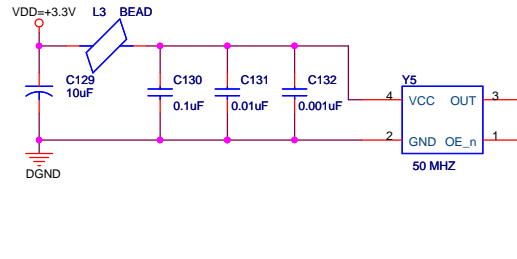 VDD=+3.3V
L3 BEAD
C129
10uF
C130
0.1uF
C131
0.01uF
C132
0.001uF
Y5
4 VCC OUT 3
2 GND OE_n 1
50 MHZ
DGND